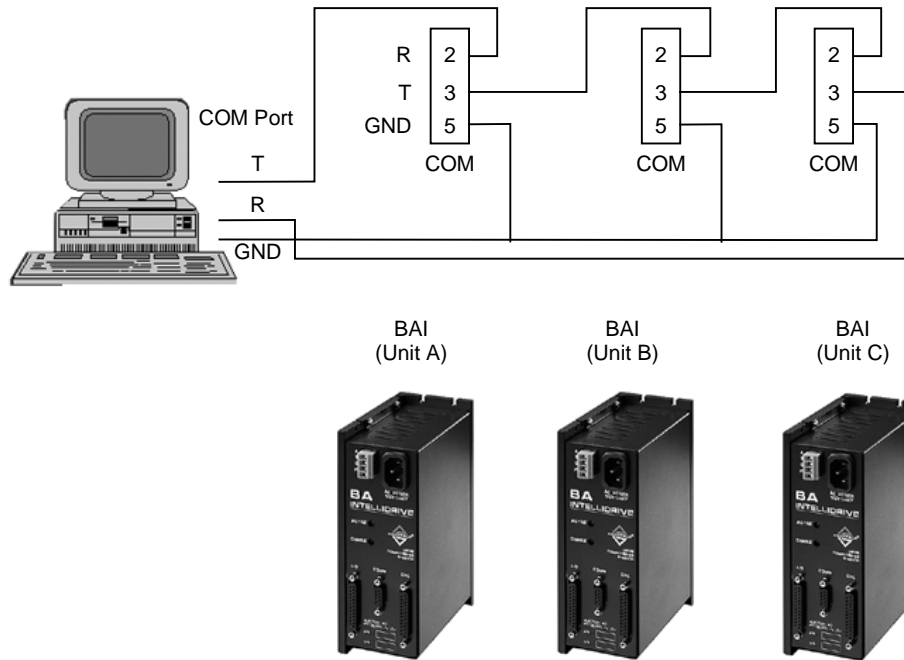 COM Port
T
R
GND
R 2
T 3
GND 5
COM
2
3
5
COM
2
3
5
COM
BAI
(Unit A)
BAI
(Unit B)
BAI
(Unit C)
BA
INTELLIDRIVE
BA
INTELLIDRIVE
BA
INTELLIDRIVE